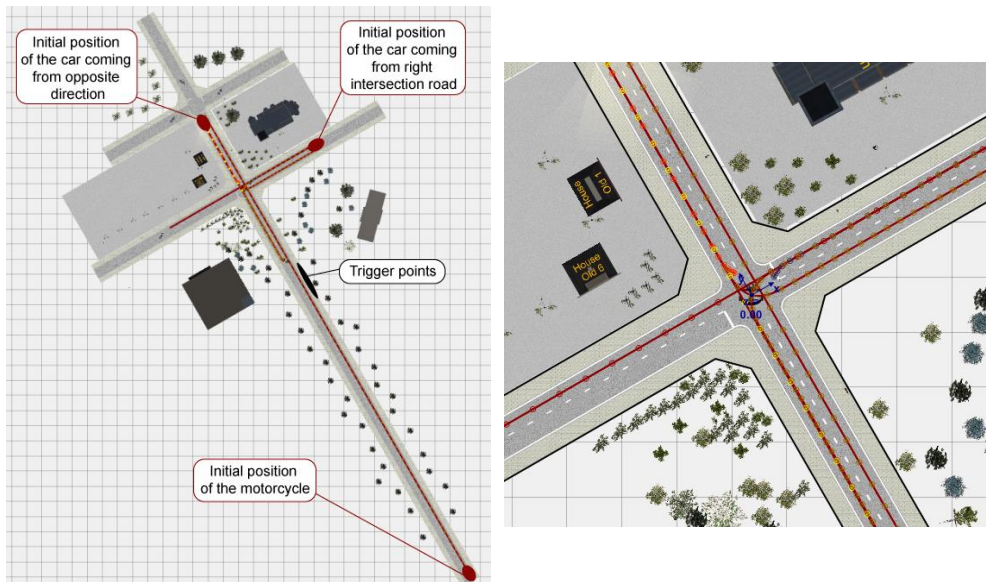 Initial position
of the car coming
from opposite
direction
Initial position
of the car coming
from right
intersection road
Trigger points
Initial position
of the motorcycle
House
Old 1
House
Old 6
x
0.00